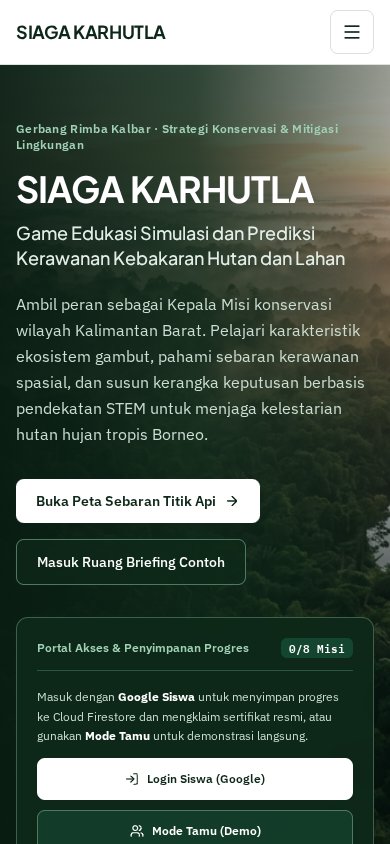 SIAGA KARHUTLA
Gerbang Rimba Kalbar · Strategi Konservasi & Mitigasi
Lingkungan
SIAGA KARHUTLA
Game Edukasi Simulasi dan Prediksi
Kerawanan Kebakaran Hutan dan Lahan
Ambil peran sebagai Kepala Misi konservasi
wilayah Kalimantan Barat. Pelajari karakteristik
ekosistem gambut, pahami sebaran kerawanan
spasial, dan susun kerangka keputusan berbasis
pendekatan STEM untuk menjaga kelestarian
hutan hujan tropis Borneo.
Buka Peta Sebaran Titik Api →
Masuk Ruang Briefing Contoh
Portal Akses & Penyimpanan Progres 0/8 Misi
Masuk dengan Google Siswa untuk menyimpan progres
ke Cloud Firestore dan mengklaim sertifikat resmi, atau
gunakan Mode Tamu untuk demonstrasi langsung.
Login Siswa (Google)
Mode Tamu (Demo)